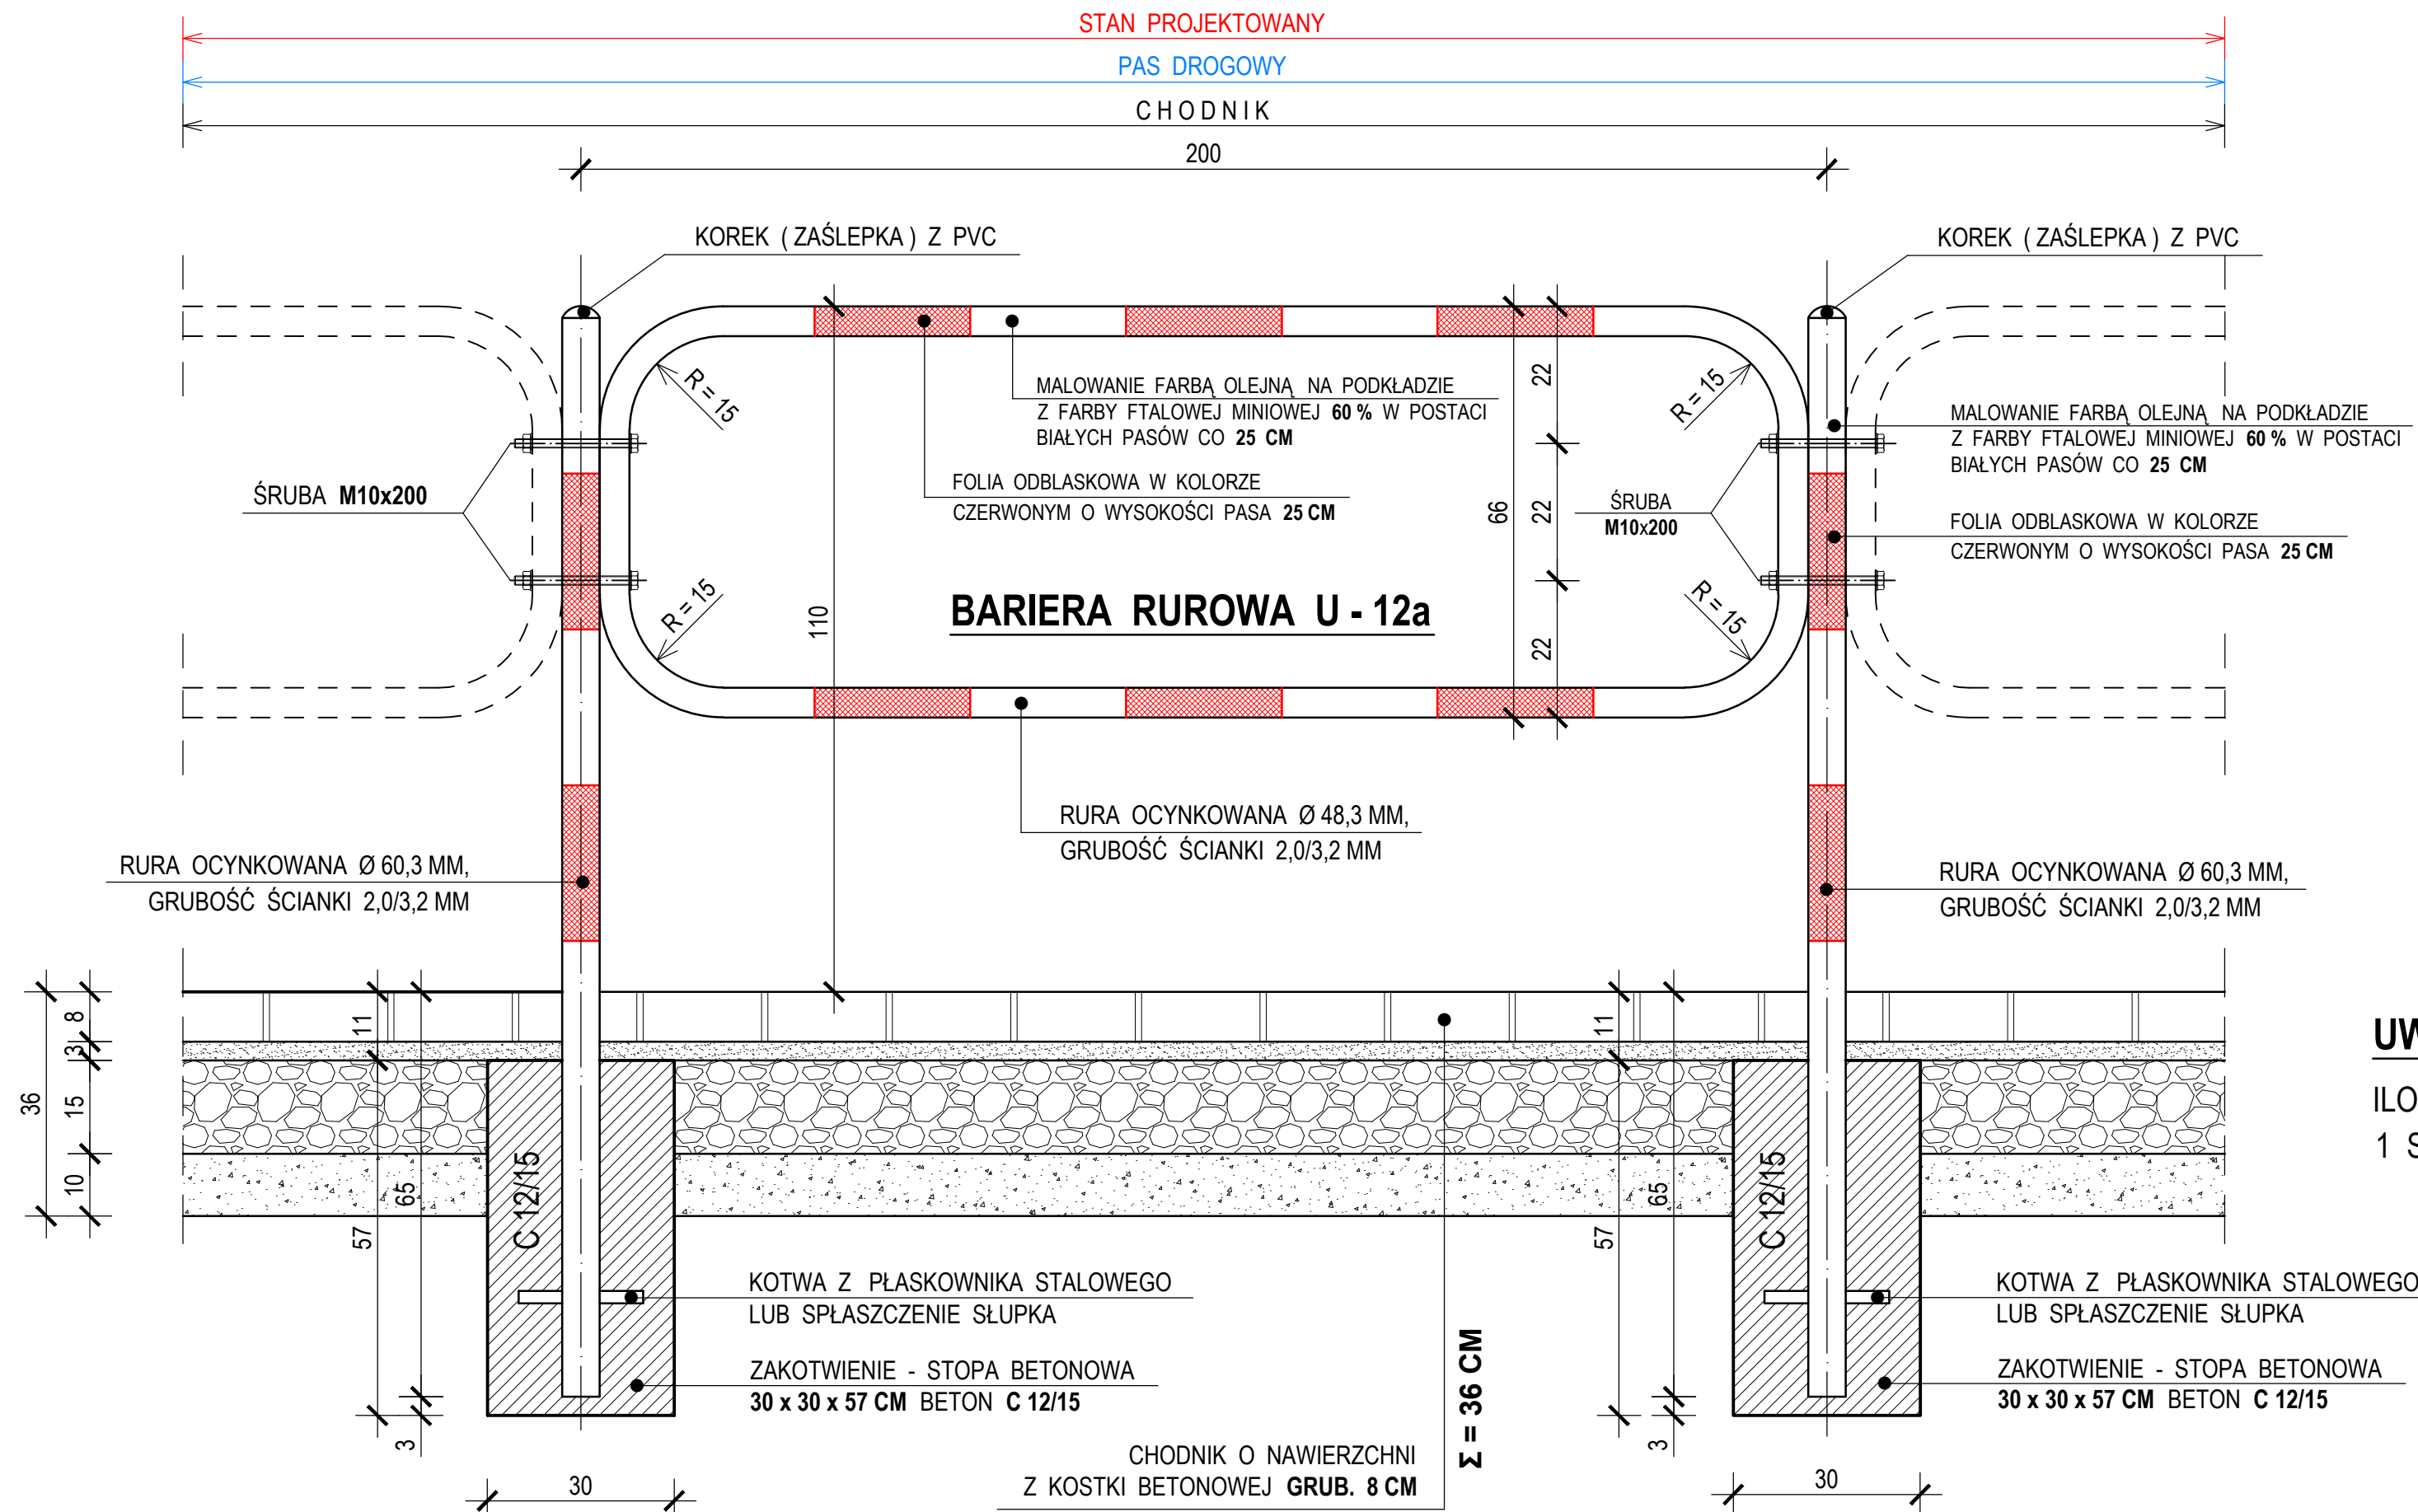 STAN PROJEKTOWANY
PAS DROGOWY
CHODNIK
200
KOREK ( ZAŚLEPKA ) Z PVC
KOREK ( ZAŚLEPKA ) Z PVC
R = 15
R = 15
MALOWANIE FARBĄ OLEJNĄ NA PODKŁADZIE
Z FARBY FTALOWEJ MINIOWEJ 60 % W POSTACI
BIAŁYCH PASÓW CO 25 CM
22
MALOWANIE FARBĄ OLEJNĄ NA PODKŁADZIE
Z FARBY FTALOWEJ MINIOWEJ 60 % W POSTACI
BIAŁYCH PASÓW CO 25 CM
ŚRUBA M10x200
FOLIA ODBLASKOWA W KOLORZE
CZERWONYM O WYSOKOŚCI PASA 25 CM
66
22
ŚRUBA
M10x200
FOLIA ODBLASKOWA W KOLORZE
CZERWONYM O WYSOKOŚCI PASA 25 CM
R = 15
110
BARIERA RUROWA U - 12a
22
R = 15
RURA OCYNKOWANA Ø 48,3 MM,
GRUBOŚĆ ŚCIANKI 2,0/3,2 MM
RURA OCYNKOWANA Ø 60,3 MM,
GRUBOŚĆ ŚCIANKI 2,0/3,2 MM
RURA OCYNKOWANA Ø 60,3 MM,
GRUBOŚĆ ŚCIANKI 2,0/3,2 MM
36
8
3
15
10
11
65
57
3
C 12/15
11
65
57
3
C 12/15
UW
ILO
1 S
KOTWA Z PŁASKOWNIKA STALOWEGO
LUB SPŁASZCZENIE SŁUPKA
ZAKOTWIENIE - STOPA BETONOWA
30 x 30 x 57 CM BETON C 12/15
KOTWA Z PŁASKOWNIKA STALOWEGO
LUB SPŁASZCZENIE SŁUPKA
ZAKOTWIENIE - STOPA BETONOWA
30 x 30 x 57 CM BETON C 12/15
Σ = 36 CM
CHODNIK O NAWIERZCHNI
Z KOSTKI BETONOWEJ GRUB. 8 CM
30
30